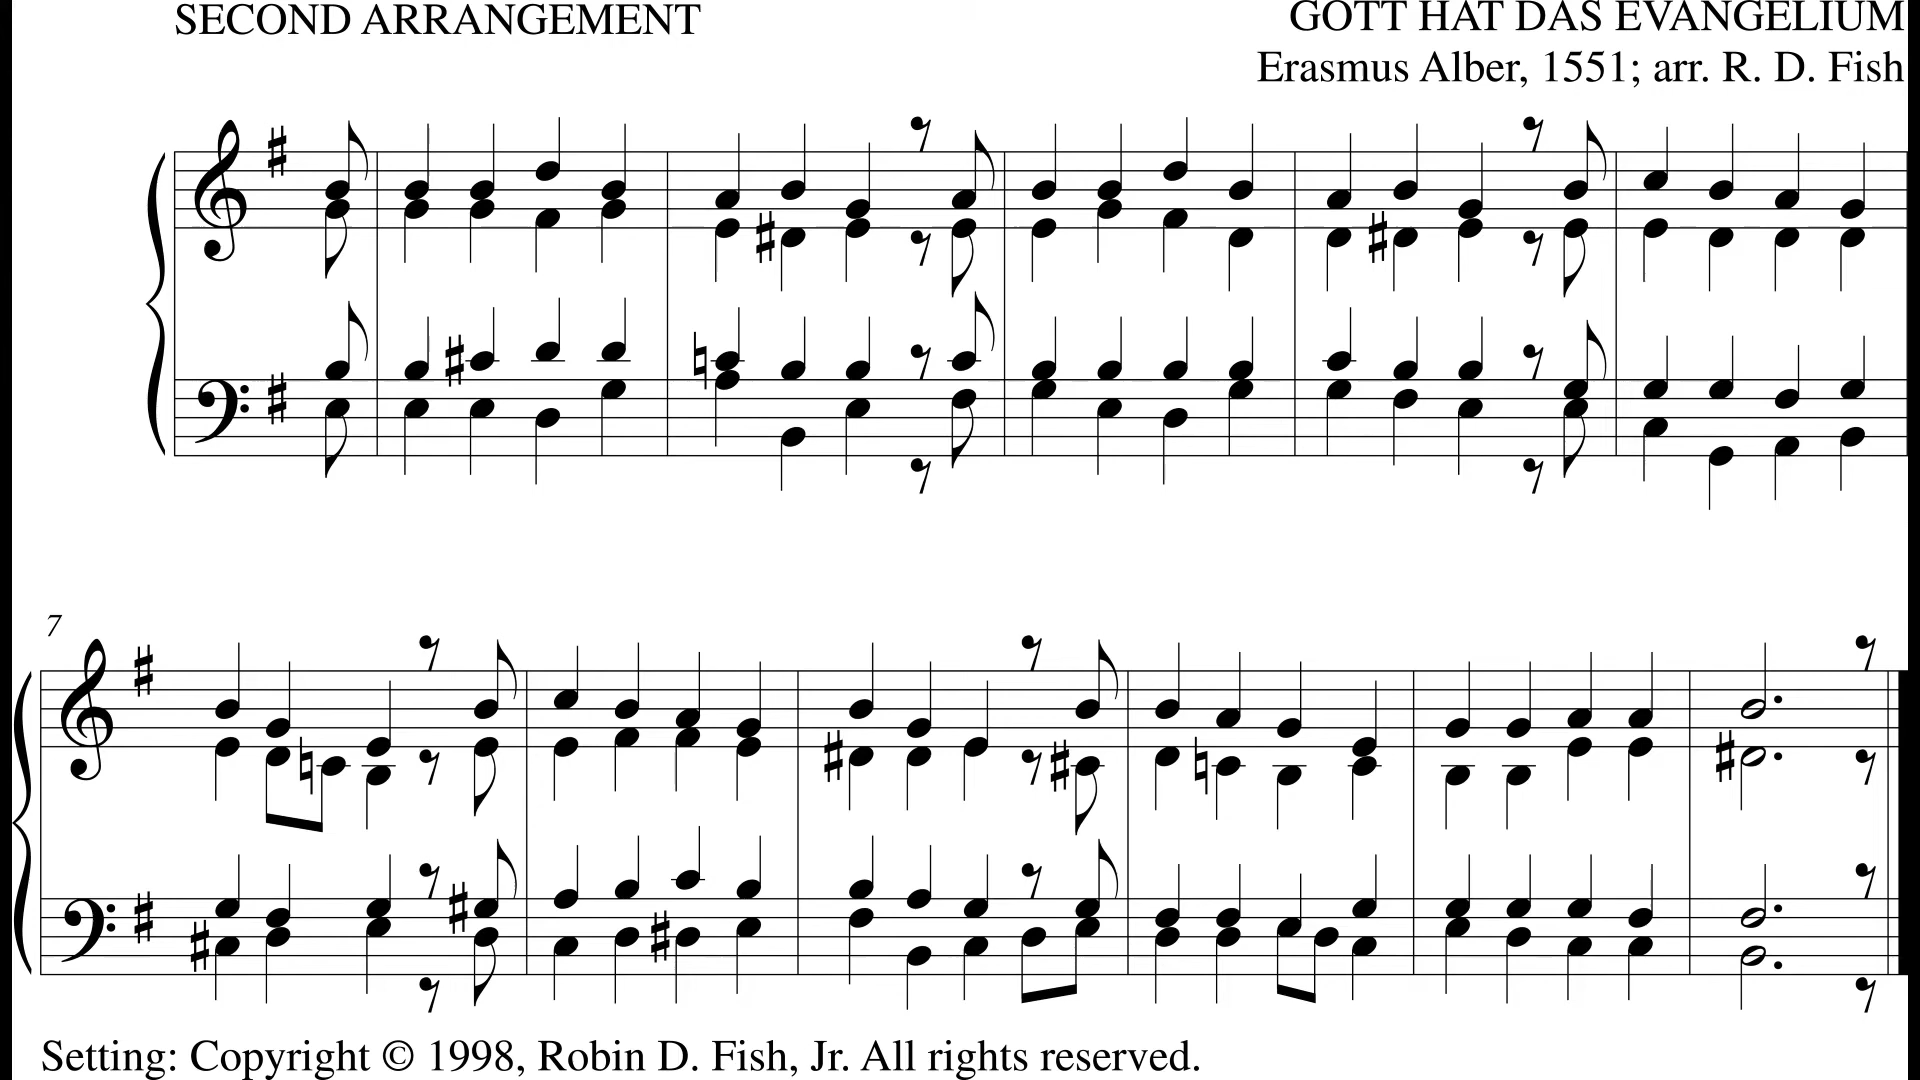 SECOND ARRANGEMENT
GOTT HAT DAS EVANGELIUM
Erasmus Alber, 1551; arr. R. D. Fish
7
Setting: Copyright © 1998, Robin D. Fish, Jr. All rights reserved.